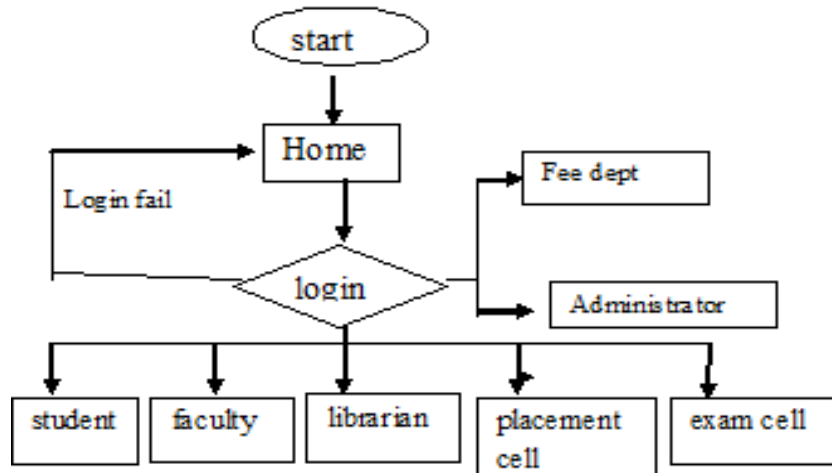 start
Home
Fee dept
Login fail
login
Administrator
student
faculty
librarian
placement
cell
exam cell